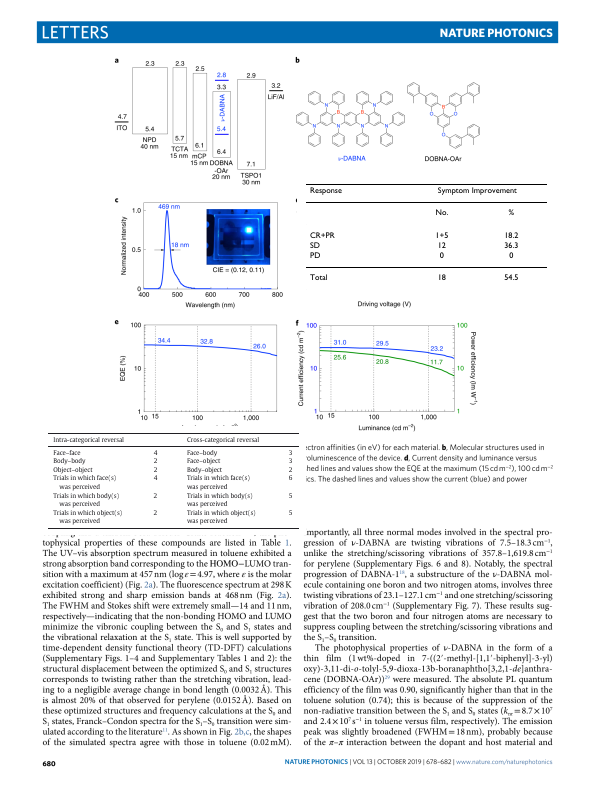 LETTERS
NATURE PHOTONICS
a
2.3
2.3
2.5
2.8
3.3
2.9
3.2
LiF/Al
4.7
ITO
ν-DABNA
5.4
5.4
5.7
6.1
6.4
7.1
NPD
40 nm
TCTA
15 nm
mCP
15 nm
DOBNA
-OAr
20 nm
TSPO1
30 nm
b
ν-DABNA
DOBNA-OAr
c
469 nm
18 nm
CIE = (0.12, 0.11)
Normalized intensity
1.0
0.5
0
400
500
600
700
800
Wavelength (nm)
Response
Symptom Improvement
No.
%
CR+PR
1+5
18.2
SD
12
36.3
PD
0
0
Total
18
54.5
Driving voltage (V)
e
EQE (%)
100
10
1
34.4
32.8
26.0
10
15
100
1,000
f
Current efficiency (cd m⁻²)
100
10
1
31.0
29.5
23.2
25.6
20.8
11.7
100
10
1
Power efficiency (lm W⁻¹)
10
15
100
1,000
Luminance (cd m⁻²)
Intra-categorical reversal
Cross-categorical reversal
Face–face 4 Face–body 3
Body–body 2 Face–object 3
Object–object 2 Body–object 2
Trials in which face(s) 4 Trials in which face(s) 6
was perceived was perceived
Trials in which body(s) 2 Trials in which body(s) 5
was perceived was perceived
Trials in which object(s) 2 Trials in which object(s) 5
was perceived was perceived
ctron affinities (in eV) for each material. b, Molecular structures used in
oluminescence of the device. d, Current density and luminance versus
hed lines and values show the EQE at the maximum (15 cd m⁻²), 100 cd m⁻²
ics. The dashed lines and values show the current (blue) and power
tophysical properties of these compounds are listed in Table 1.
The UV–vis absorption spectrum measured in toluene exhibited a
strong absorption band corresponding to the HOMO–LUMO tran-
sition with a maximum at 457 nm (log ε = 4.97, where ε is the molar
excitation coefficient) (Fig. 2a). The fluorescence spectrum at 298 K
exhibited strong and sharp emission bands at 468 nm (Fig. 2a).
The FWHM and Stokes shift were extremely small—14 and 11 nm,
respectively—indicating that the non-bonding HOMO and LUMO
minimize the vibronic coupling between the S₀ and S₁ states and
the vibrational relaxation at the S₁ state. This is well supported by
time-dependent density functional theory (TD-DFT) calculations
(Supplementary Figs. 1–4 and Supplementary Tables 1 and 2): the
structural displacement between the optimized S₀ and S₁ structures
corresponds to twisting rather than the stretching vibration, lead-
ing to a negligible average change in bond length (0.0032 Å). This
is almost 20% of that observed for perylene (0.0152 Å). Based on
these optimized structures and frequency calculations at the S₀ and
S₁ states, Franck–Condon spectra for the S₁–S₀ transition were sim-
ulated according to the literature¹¹. As shown in Fig. 2b,c, the shapes
of the simulated spectra agree with those in toluene (0.02 mM).
mportantly, all three normal modes involved in the spectral pro-
gression of ν-DABNA are twisting vibrations of 7.5–18.3 cm⁻¹,
unlike the stretching/scissoring vibrations of 357.8–1,619.8 cm⁻¹
for perylene (Supplementary Figs. 6 and 8). Notably, the spectral
progression of DABNA-1¹⁸, a substructure of the ν-DABNA mol-
ecule containing one boron and two nitrogen atoms, involves three
twisting vibrations of 23.1–127.1 cm⁻¹ and one stretching/scissoring
vibration of 208.0 cm⁻¹ (Supplementary Fig. 7). These results sug-
gest that the two boron and four nitrogen atoms are necessary to
suppress coupling between the stretching/scissoring vibrations and
the S₁–S₀ transition.
The photophysical properties of ν-DABNA in the form of a
thin film (1 wt%-doped in 7-((2′-methyl-[1,1′-biphenyl]-3-yl)
oxy)-3,11-di-o-tolyl-5,9-dioxa-13b-boranaphtho[3,2,1-de]anthra-
cene (DOBNA-OAr))²⁹ were measured. The absolute PL quantum
efficiency of the film was 0.90, significantly higher than that in the
toluene solution (0.74); this is because of the suppression of the
non-radiative transition between the S₁ and S₀ states (kₙᵣ = 8.7 × 10⁷
and 2.4 × 10⁷ s⁻¹ in toluene versus film, respectively). The emission
peak was slightly broadened (FWHM = 18 nm), probably because
of the π–π interaction between the dopant and host material and
680
NATURE PHOTONICS | VOL 13 | OCTOBER 2019 | 678–682 | www.nature.com/naturephotonics